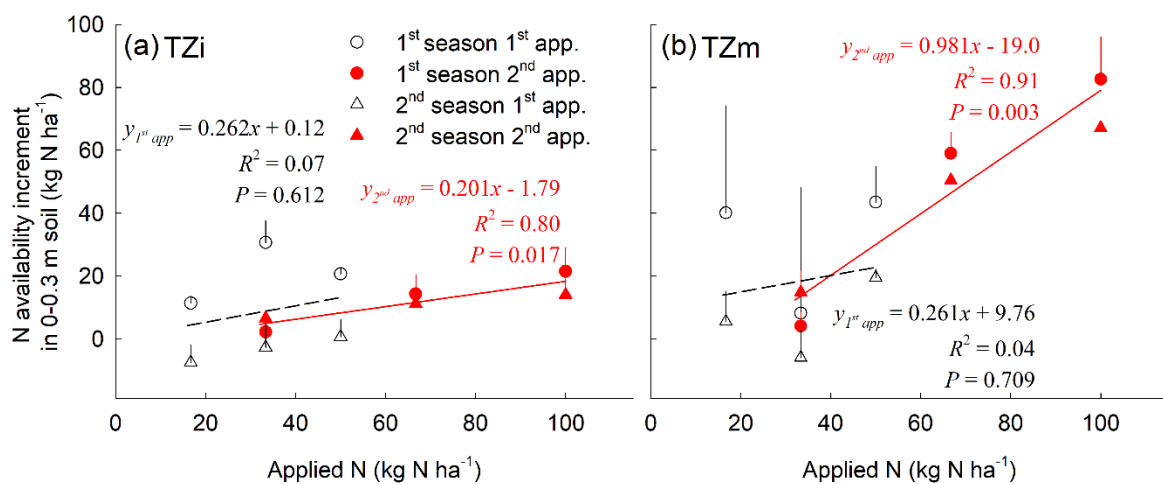 N availability increment
in 0-0.3 m soil (kg N ha⁻¹)
100
80
60
40
20
0
(a) TZi
1st season 1st app.
1st season 2nd app.
2nd season 1st app.
2nd season 2nd app.
y1st app = 0.262x + 0.12
R² = 0.07
P = 0.612
y2nd app = 0.201x - 1.79
R² = 0.80
P = 0.017
0 20 40 60 80 100
Applied N (kg N ha⁻¹)
(b) TZm
y2nd app = 0.981x - 19.0
R² = 0.91
P = 0.003
y1st app = 0.261x + 9.76
R² = 0.04
P = 0.709
0 20 40 60 80 100
Applied N (kg N ha⁻¹)